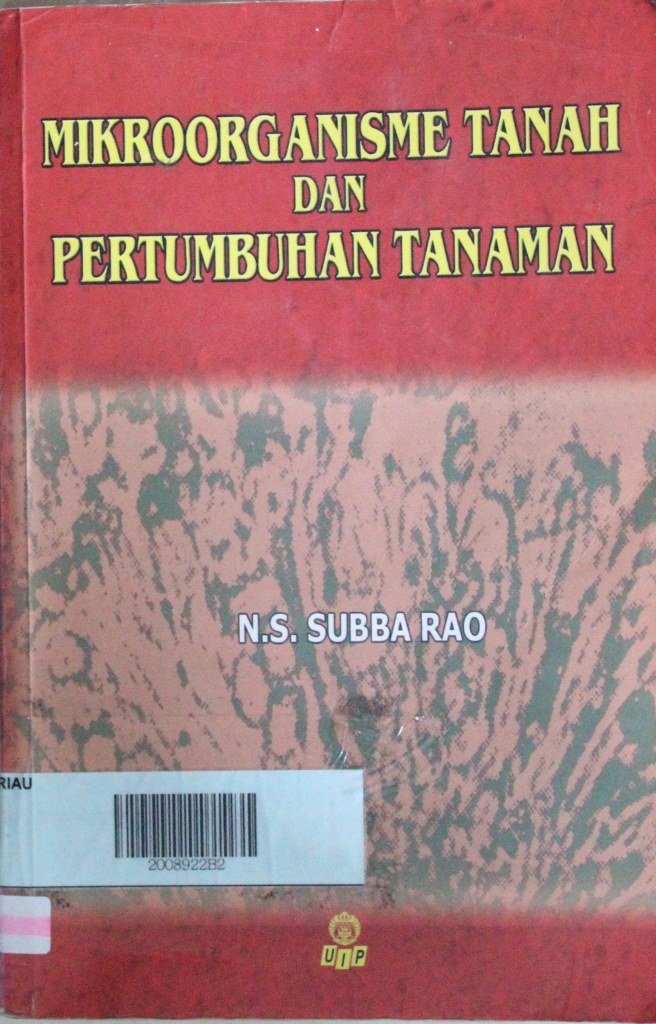 MIKROORGANISME TANAH
DAN
PERTUMBUHAN TANAMAN
N.S. SUBBA RAO
RIAU
2008922B2
UIP